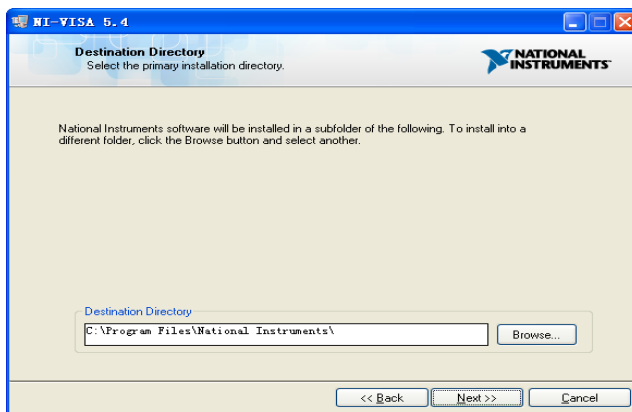 NI-VISA 5.4
Destination Directory
Select the primary installation directory.
NATIONAL
INSTRUMENTS™
National Instruments software will be installed in a subfolder of the following. To install into a
different folder, click the Browse button and select another.
Destination Directory
C:\Program Files\National Instruments\
Browse...
<< Back
Next >>
Cancel